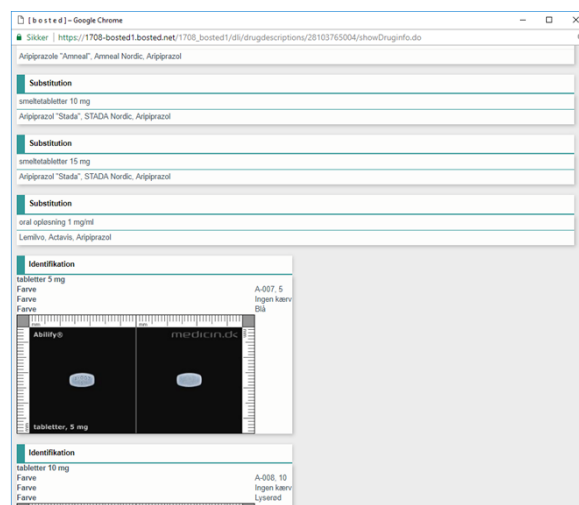 [ b o s t e d ] – Google Chrome
Sikker | https://1708-bosted1.bosted.net/1708_bosted1/dli/drugdescriptions/28103765004/showDruginfo.do
Aripiprazole "Amneal", Amneal Nordic, Aripiprazol
Substitution
smeltetabletter 10 mg
Aripiprazol "Stada", STADA Nordic, Aripiprazol
Substitution
smeltetabletter 15 mg
Aripiprazol "Stada", STADA Nordic, Aripiprazol
Substitution
oral opløsning 1 mg/ml
Lemilvo, Actavis, Aripiprazol
Identifikation
tabletter 5 mg
Farve A-007, 5
Farve Ingen kærv
Farve Blå
mm mm
Abilify® medicin.dk
tabletter, 5 mg
Identifikation
tabletter 10 mg
Farve A-008, 10
Farve Ingen kærv
Farve Lyserød